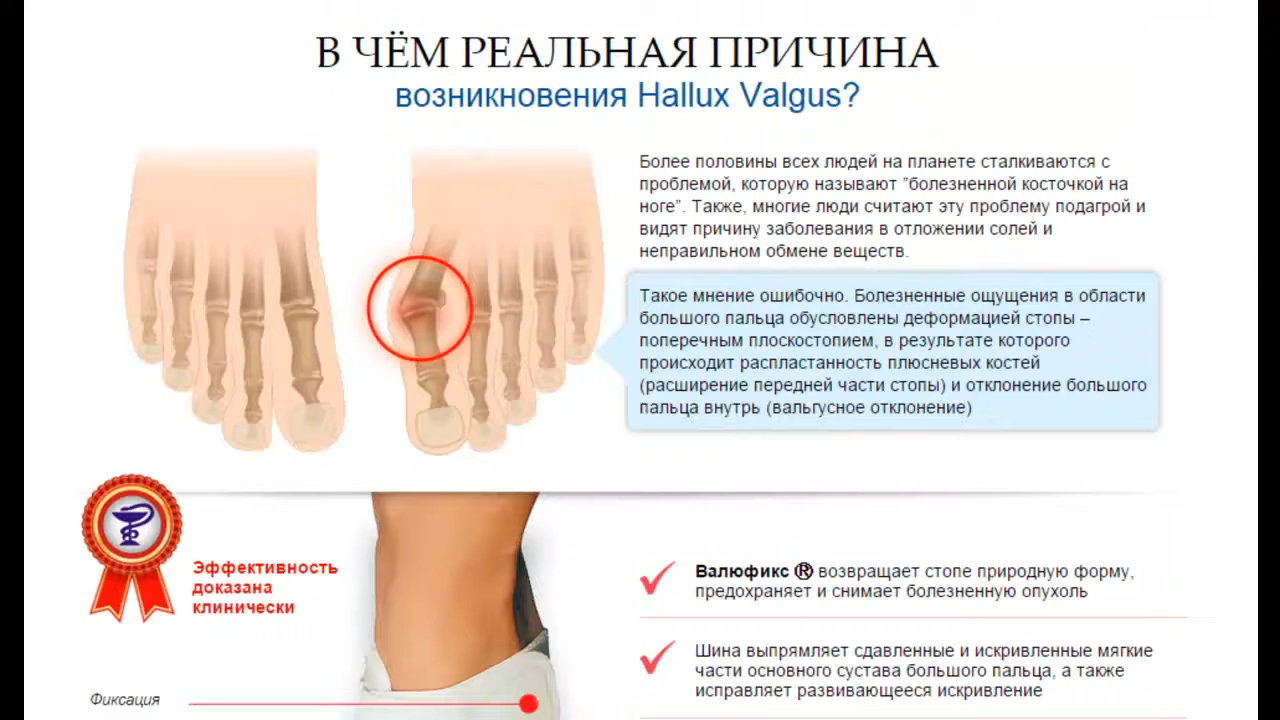 В ЧЁМ РЕАЛЬНАЯ ПРИЧИНА
возникновения Hallux Valgus?
Более половины всех людей на планете сталкиваются с
проблемой, которую называют "болезненной косточкой на
ноге". Также, многие люди считают эту проблему подагрой и
видят причину заболевания в отложении солей и
неправильном обмене веществ.
Такое мнение ошибочно. Болезненные ощущения в области
большого пальца обусловлены деформацией стопы –
поперечным плоскостопием, в результате которого
происходит распластанность плюсневых костей
(расширение передней части стопы) и отклонение большого
пальца внутрь (вальгусное отклонение)
Эффективность
доказана
клинически
Валюфикс ® возвращает стопе природную форму,
предохраняет и снимает болезненную опухоль
Шина выпрямляет сдавленные и искривленные мягкие
части основного сустава большого пальца, а также
исправляет развивающееся искривление
Фиксация